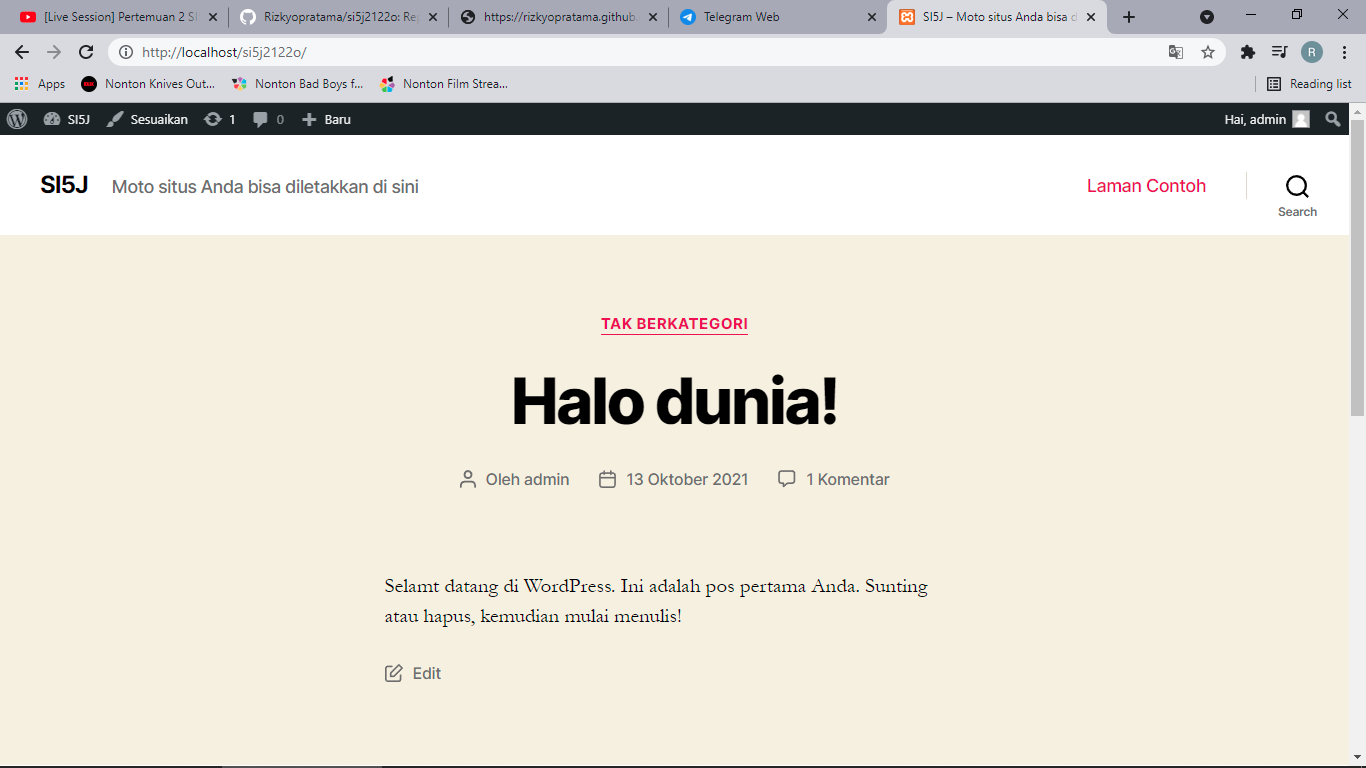 [Live Session] Pertemuan 2 SI
Rizkyopratama/si5j2122o: Re
https://rizkyopratama.github.
Telegram Web
SI5J – Moto situs Anda bisa d
http://localhost/si5j2122o/
R
Apps
Nonton Knives Out...
Nonton Bad Boys f...
Nonton Film Strea...
Reading list
SI5J
Sesuaikan
1
0
Baru
Hai, admin
SI5J
Moto situs Anda bisa diletakkan di sini
Laman Contoh
Search
TAK BERKATEGORI
Halo dunia!
Oleh admin
13 Oktober 2021
1 Komentar
Selamt datang di WordPress. Ini adalah pos pertama Anda. Sunting
atau hapus, kemudian mulai menulis!
Edit